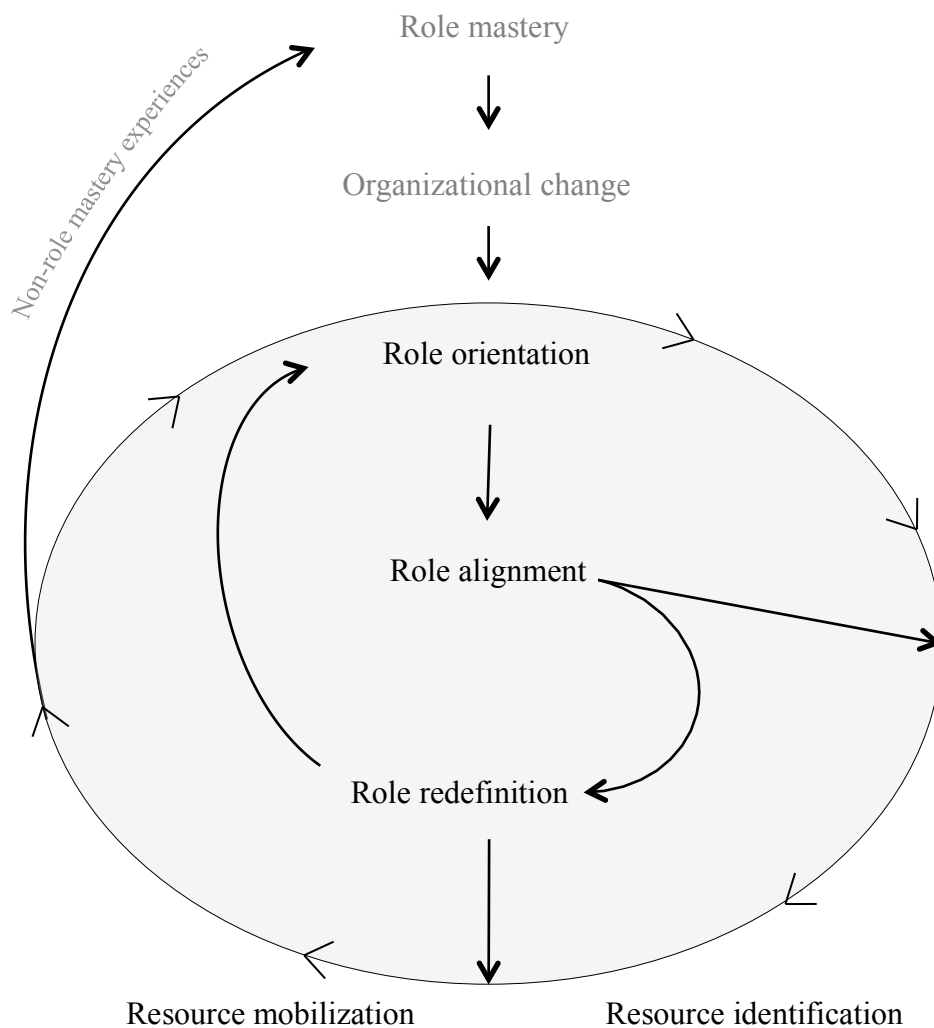 Role mastery
Non-role mastery experiences
Organizational change
Role orientation
Role alignment
Role redefinition
Resource mobilization
Resource identification